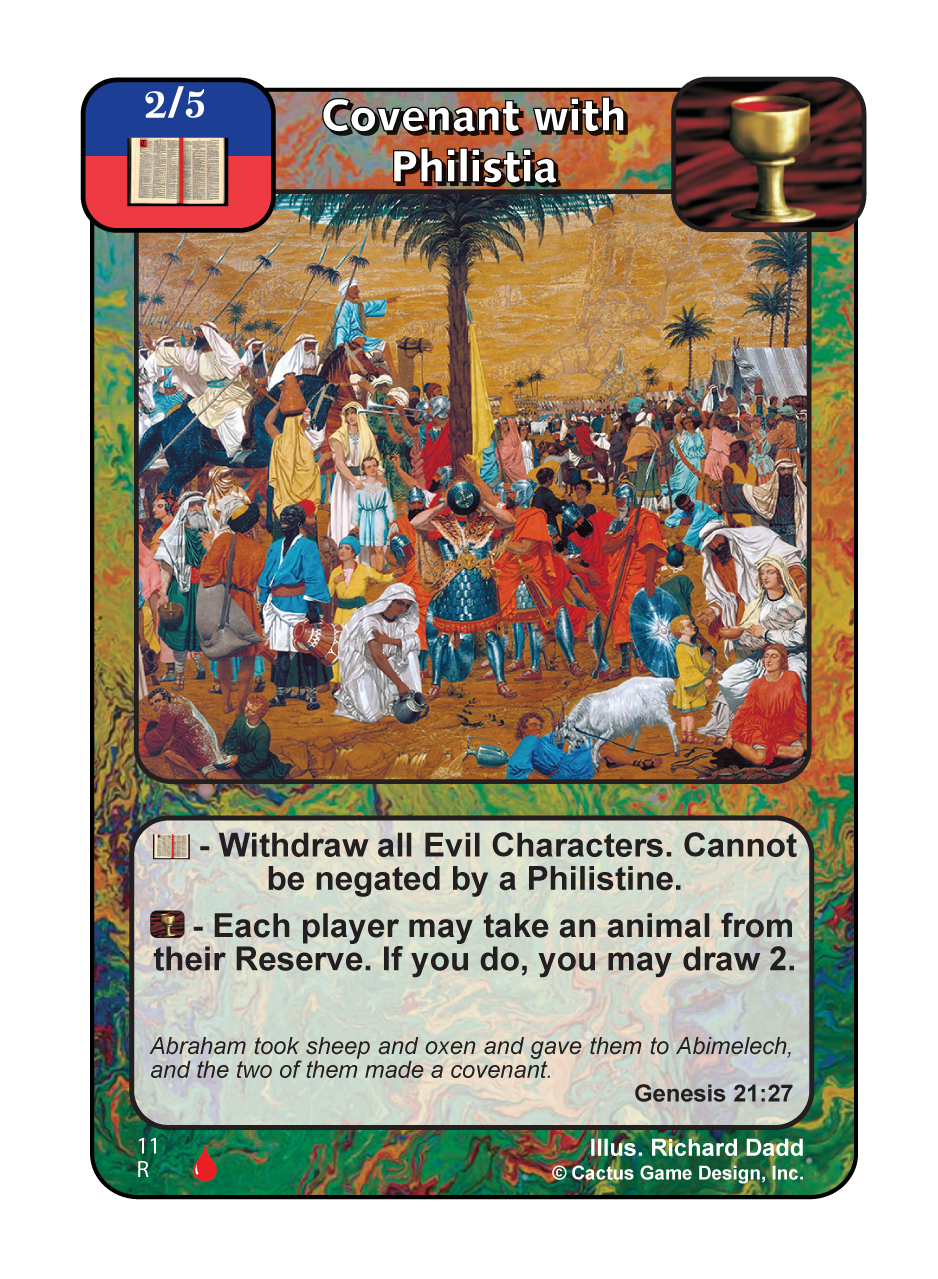 2/5
Covenant with
Philistia
- Withdraw all Evil Characters. Cannot
be negated by a Philistine.
- Each player may take an animal from
their Reserve. If you do, you may draw 2.
Abraham took sheep and oxen and gave them to Abimelech,
and the two of them made a covenant.
Genesis 21:27
11
R
Illus. Richard Dadd
© Cactus Game Design, Inc.